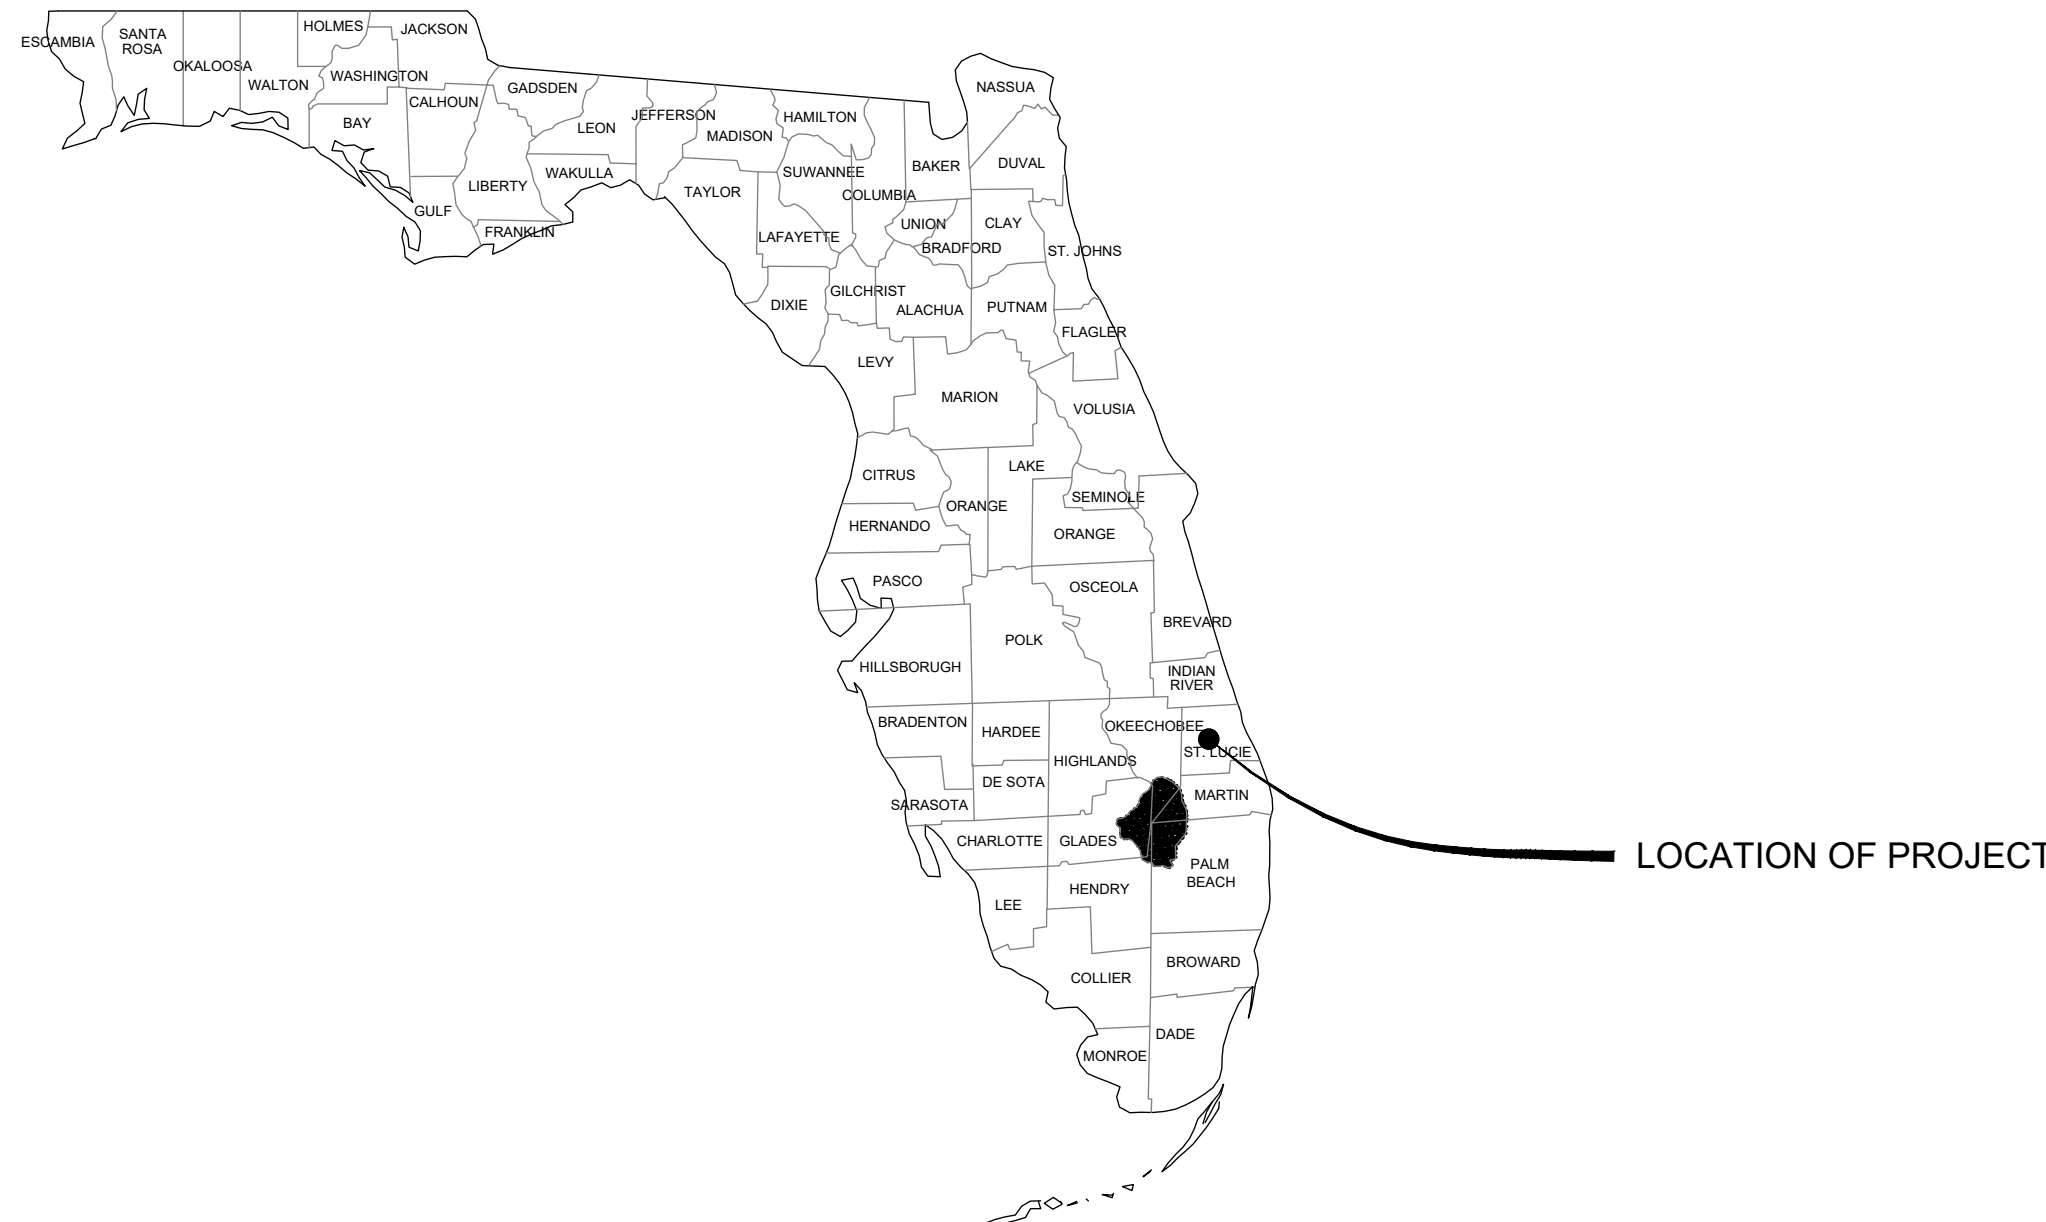 ESCAMBIA
SANTA
ROSA
OKALOOSA
WALTON
HOLMES
WASHINGTON
JACKSON
BAY
CALHOUN
GULF
LIBERTY
GADSDEN
FRANKLIN
LEON
WAKULLA
JEFFERSON
MADISON
TAYLOR
HAMILTON
SUWANNEE
LAFAYETTE
COLUMBIA
BAKER
NASSUA
DUVAL
UNION
BRADFORD
CLAY
ST. JOHNS
DIXIE
GILCHRIST
ALACHUA
PUTNAM
FLAGLER
LEVY
MARION
VOLUSIA
CITRUS
LAKE
SEMINOLE
ORANGE
HERNANDO
ORANGE
PASCO
OSCEOLA
BREVARD
POLK
HILLSBORUGH
INDIAN
RIVER
BRADENTON
HARDEE
OKEECHOBEE
ST. LUCIE
HIGHLANDS
DE SOTA
SARASOTA
MARTIN
CHARLOTTE
GLADES
LOCATION OF PROJECT
PALM
BEACH
HENDRY
LEE
BROWARD
COLLIER
DADE
MONROE